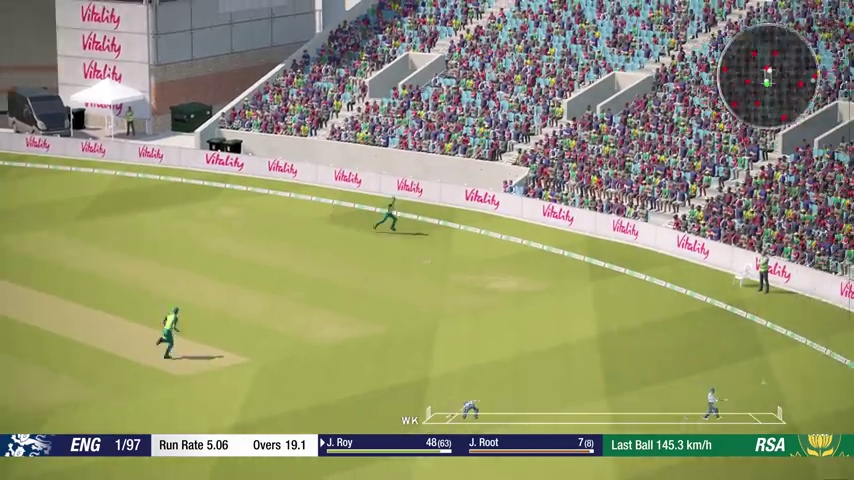 Vitality
Vitality
Vitality
Vitality
Vitality Vitality Vitality Vitality Vitality Vitality Vitality Vitality Vitality Vitality Vitality Vitality
WK
ENG 1/97 Run Rate 5.06 Overs 19.1 J. Roy 48(63) J. Root 7(8) Last Ball 145.3 km/h RSA